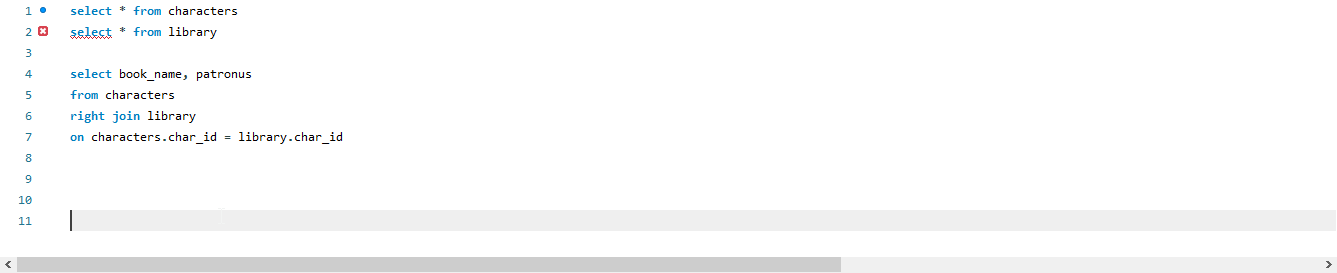 1 select * from characters
2 select * from library
3
4 select book_name, patronus
5 from characters
6 right join library
7 on characters.char_id = library.char_id
8
9
10
11